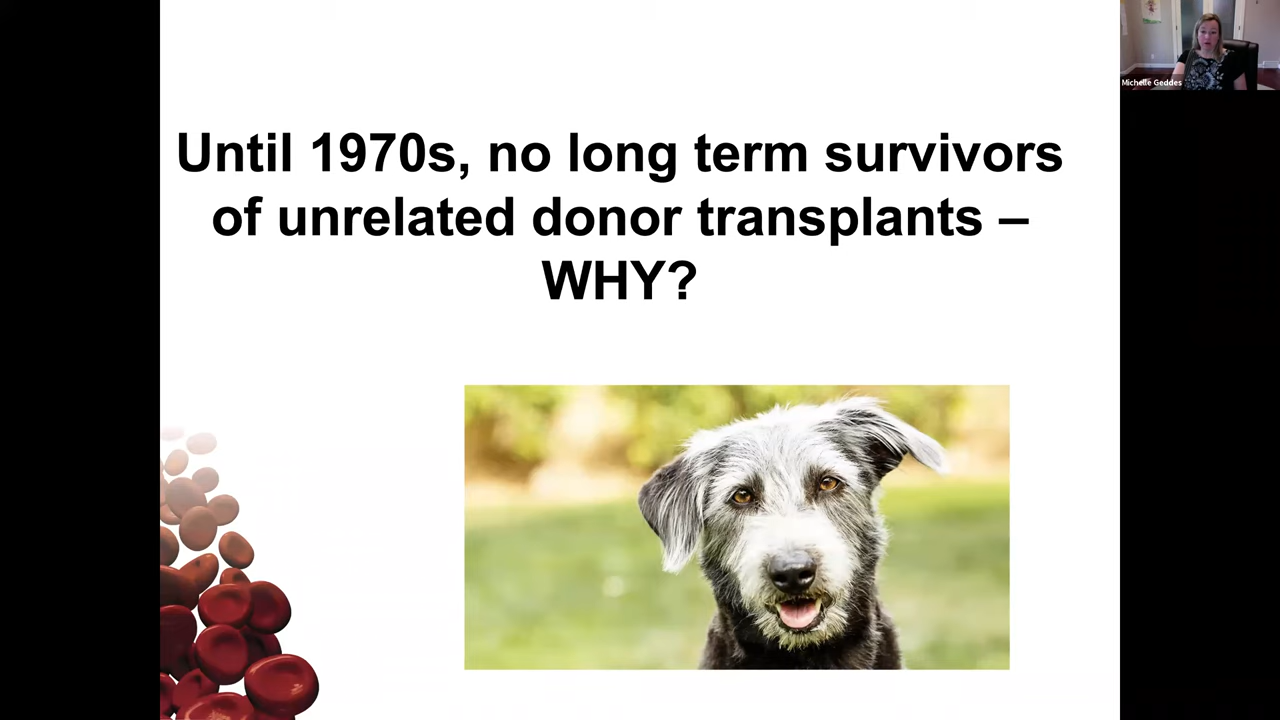 Until 1970s, no long term survivors
of unrelated donor transplants –
WHY?
Michelle Geddes